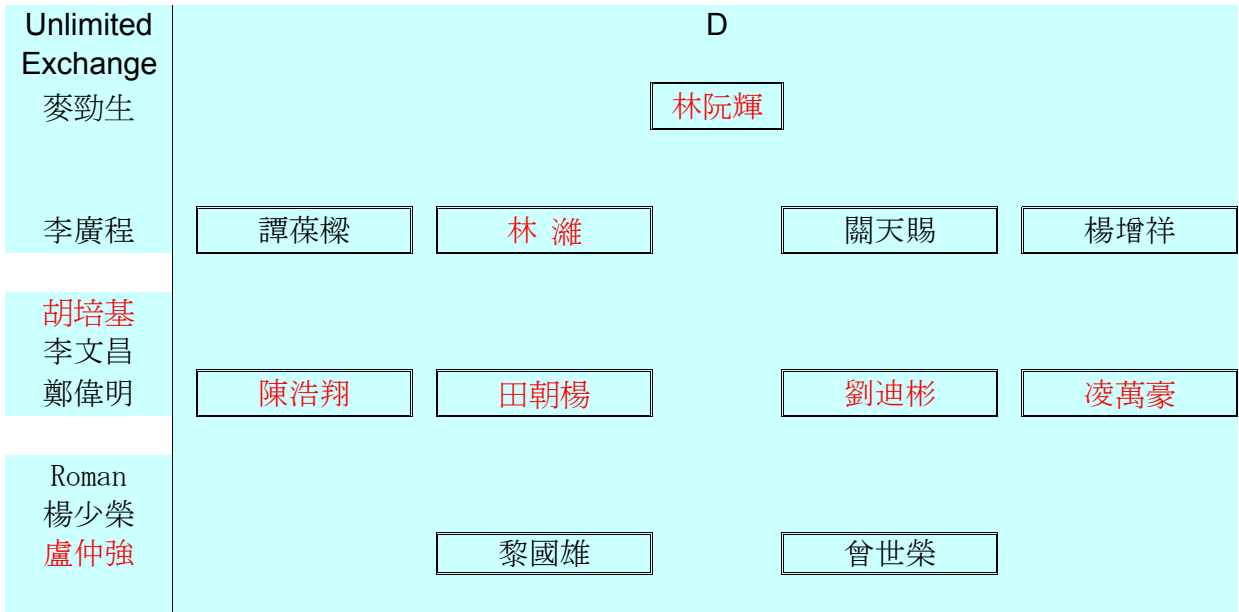 Unlimited Exchange D
麥勁生 林阮輝
李廣程 譚葆樑 林 濰 關天賜 楊增祥
胡培基
李文昌
鄭偉明 陳浩翔 田朝楊 劉迪彬 凌萬豪
Roman
楊少榮
盧仲強 黎國雄 曾世榮